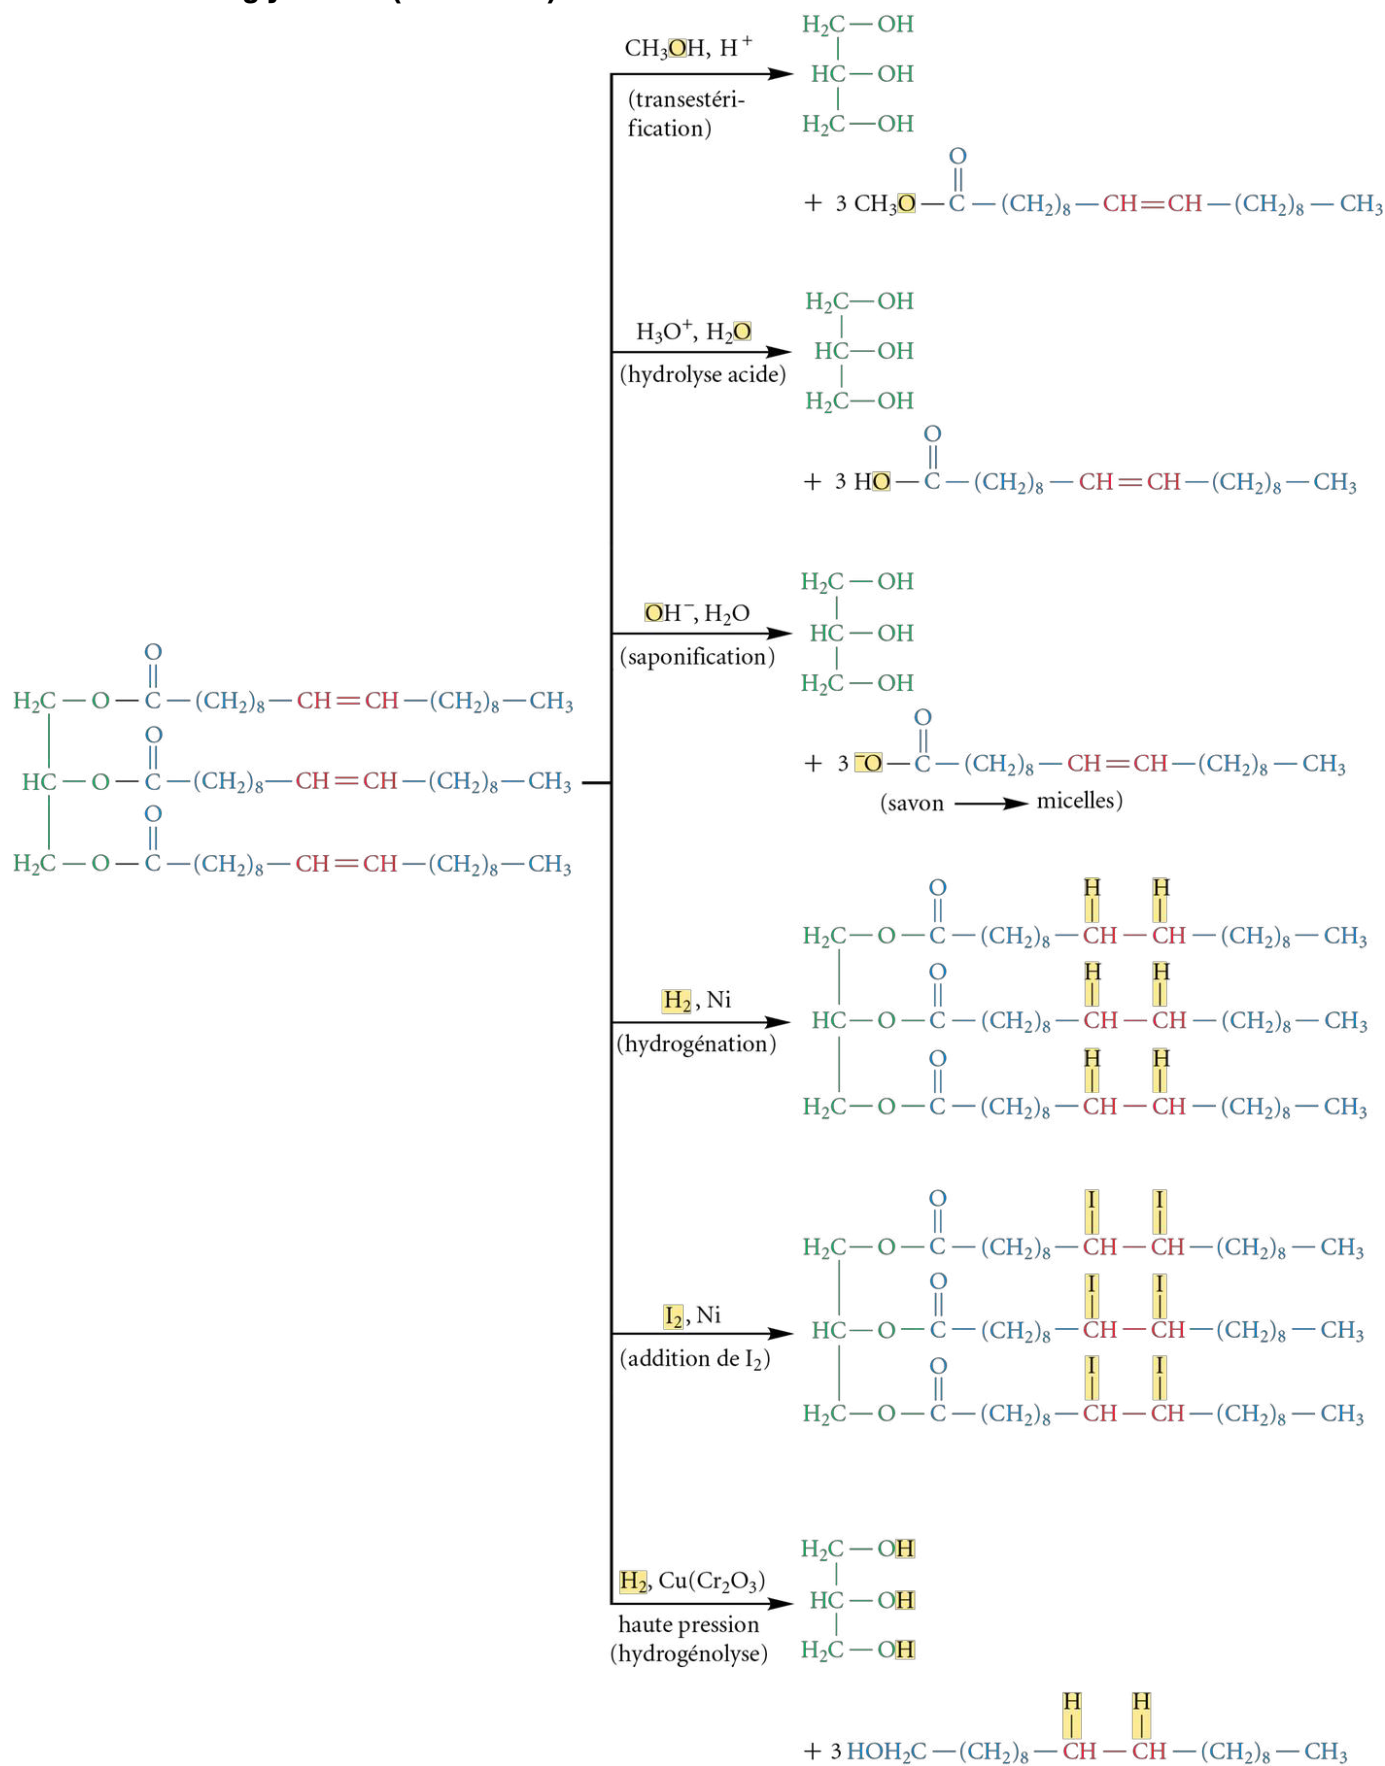 CH₃OH, H⁺
(transestéri-
fication)
H₂C—OH
HC—OH
H₂C—OH
O
+ 3 CH₃O—C—(CH₂)₈—CH=CH—(CH₂)₈—CH₃
H₃O⁺, H₂O
(hydrolyse acide)
H₂C—OH
HC—OH
H₂C—OH
O
+ 3 HO—C—(CH₂)₈—CH=CH—(CH₂)₈—CH₃
OH⁻, H₂O
(saponification)
H₂C—OH
HC—OH
H₂C—OH
O
+ 3 ⁻O—C—(CH₂)₈—CH=CH—(CH₂)₈—CH₃
(savon ⟶ micelles)
O
H₂C—O—C—(CH₂)₈—CH=CH—(CH₂)₈—CH₃
O
HC—O—C—(CH₂)₈—CH=CH—(CH₂)₈—CH₃
O
H₂C—O—C—(CH₂)₈—CH=CH—(CH₂)₈—CH₃
H₂, Ni
(hydrogénation)
O H H
H₂C—O—C—(CH₂)₈—CH—CH—(CH₂)₈—CH₃
O H H
HC—O—C—(CH₂)₈—CH—CH—(CH₂)₈—CH₃
O H H
H₂C—O—C—(CH₂)₈—CH—CH—(CH₂)₈—CH₃
I₂, Ni
(addition de I₂)
O I I
H₂C—O—C—(CH₂)₈—CH—CH—(CH₂)₈—CH₃
O I I
HC—O—C—(CH₂)₈—CH—CH—(CH₂)₈—CH₃
O I I
H₂C—O—C—(CH₂)₈—CH—CH—(CH₂)₈—CH₃
H₂, Cu(Cr₂O₃)
haute pression
(hydrogénolyse)
H₂C—OH
HC—OH
H₂C—OH
H H
+ 3 HOH₂C—(CH₂)₈—CH—CH—(CH₂)₈—CH₃